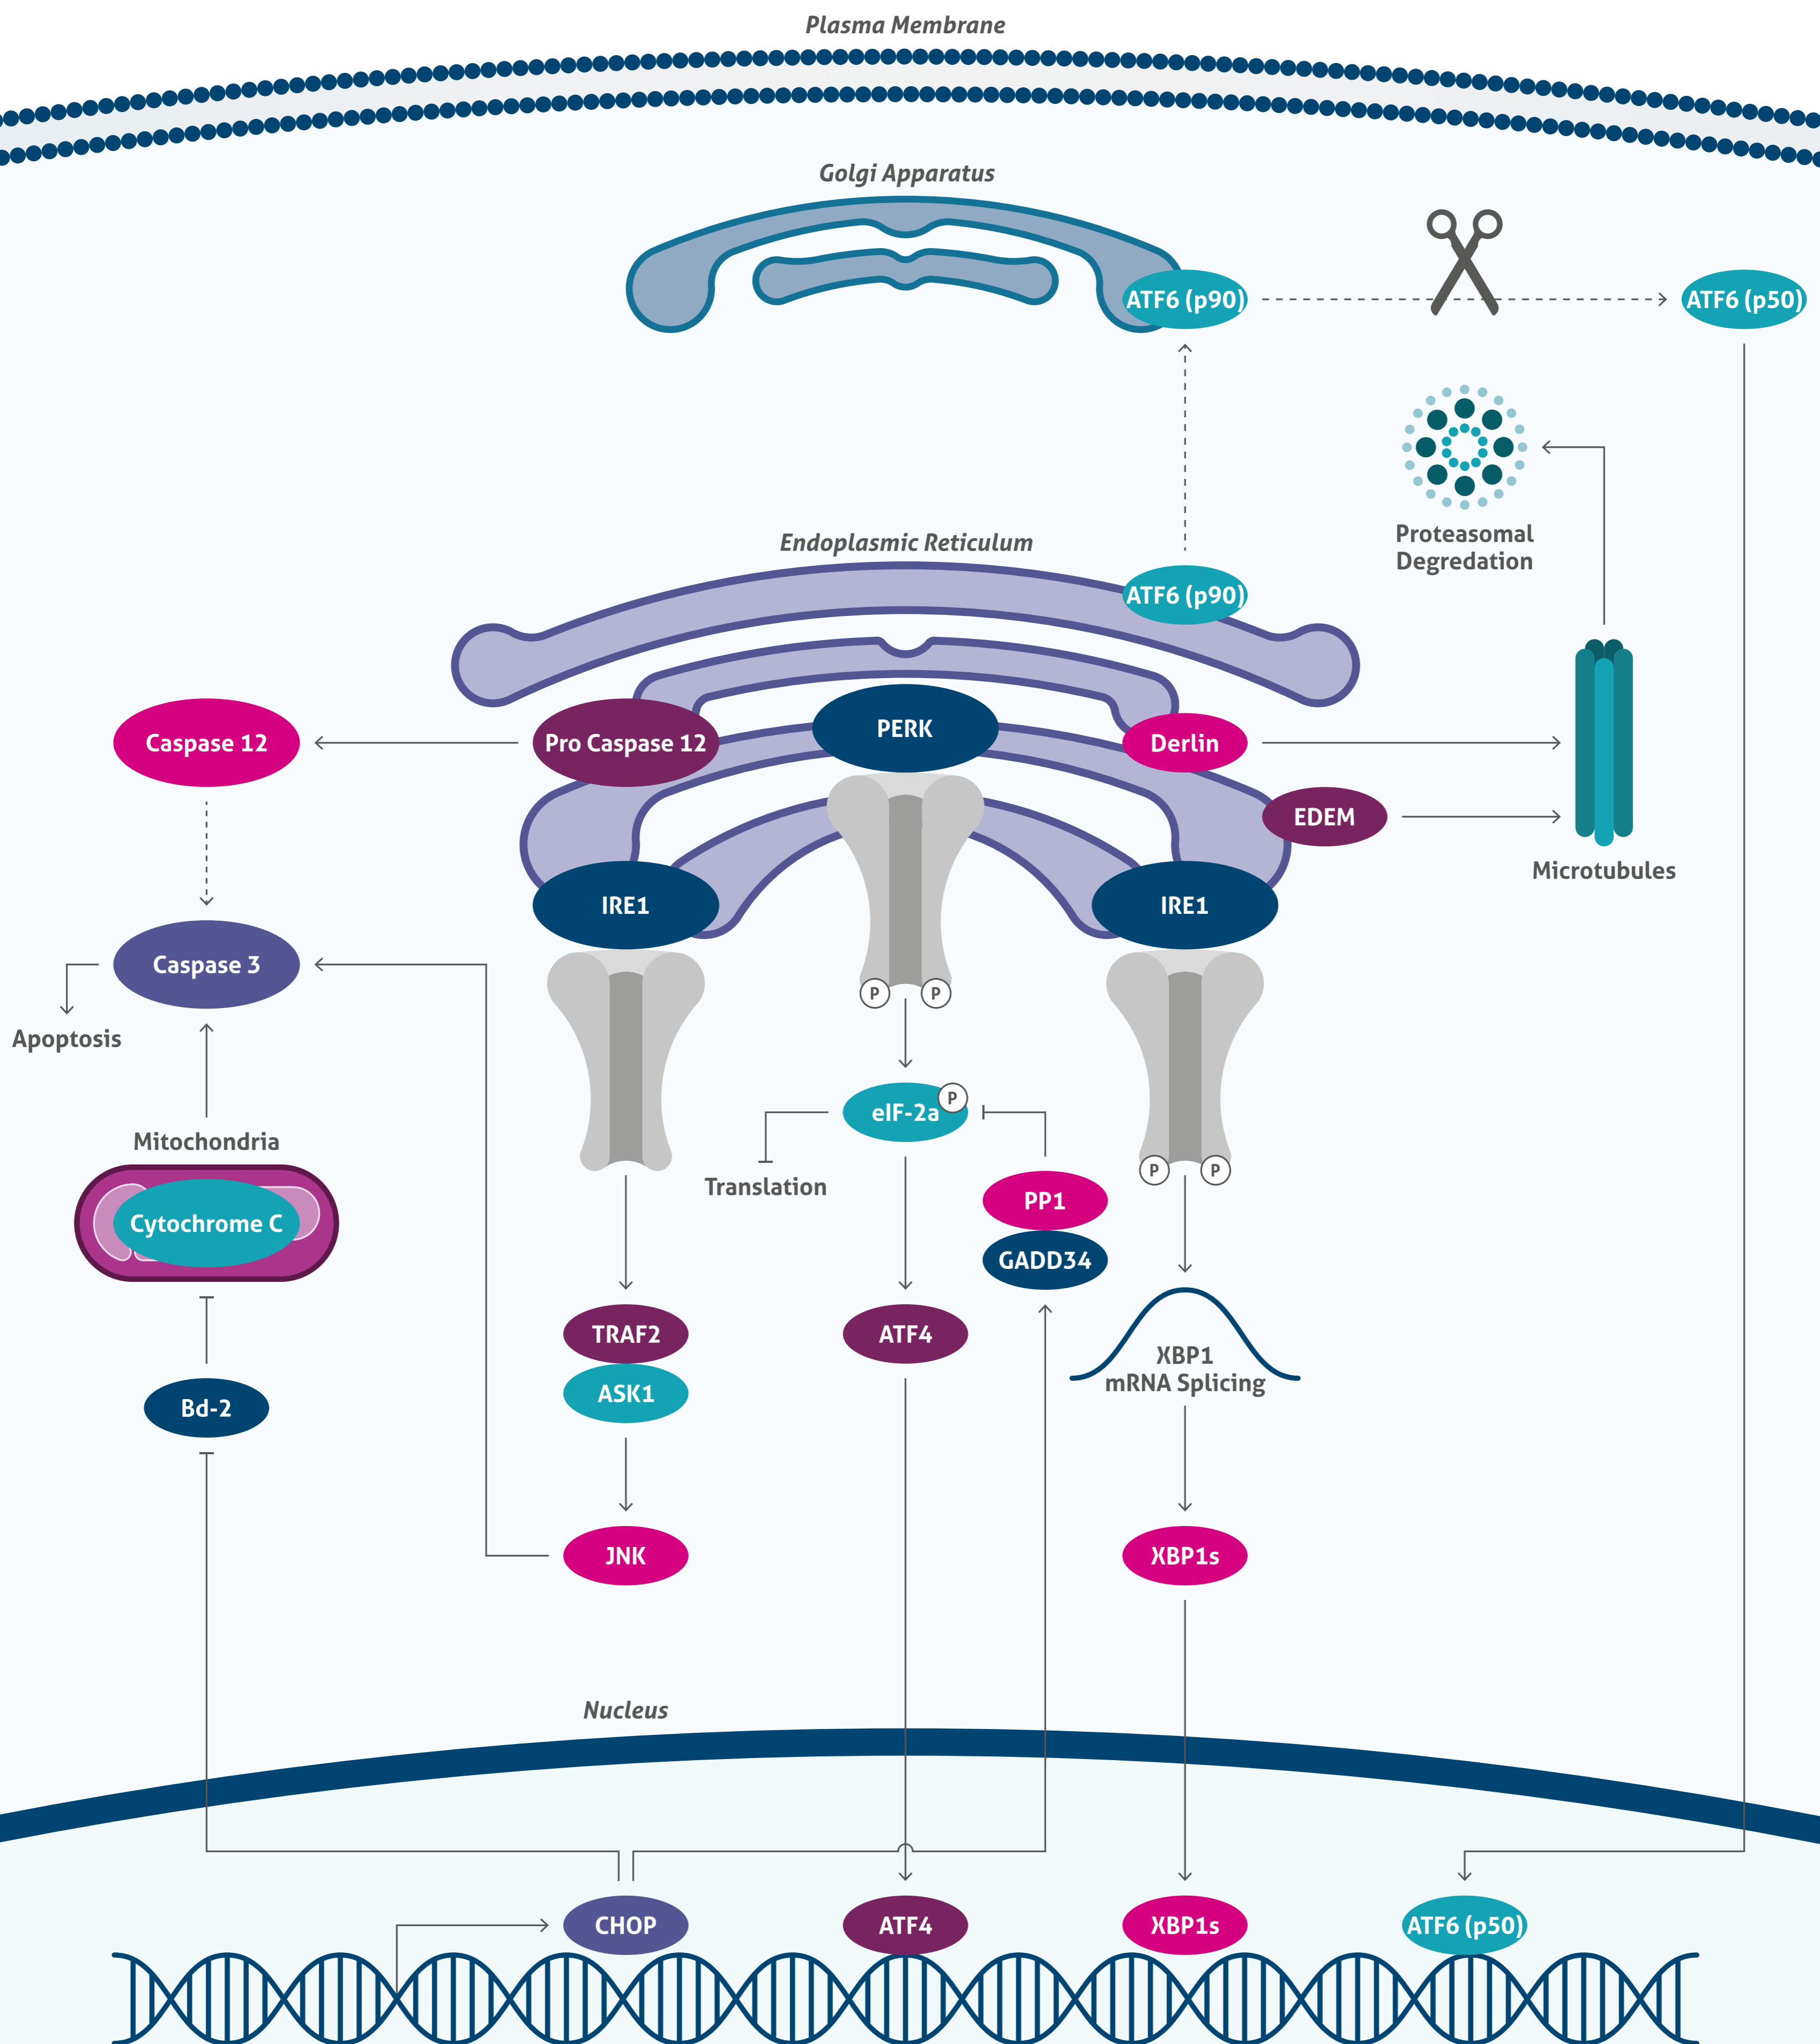 Plasma Membrane
Golgi Apparatus
ATF6 (p90)
ATF6 (p50)
Proteasomal
Degredation
Endoplasmic Reticulum
ATF6 (p90)
Caspase 12
Pro Caspase 12
PERK
Derlin
EDEM
Microtubules
IRE1
IRE1
Caspase 3
P
P
Apoptosis
eIF-2a
P
Mitochondria
Translation
P
P
PP1
Cytochrome C
GADD34
TRAF2
ATF4
XBP1
mRNA Splicing
ASK1
Bd-2
JNK
XBP1s
Nucleus
CHOP
ATF4
XBP1s
ATF6 (p50)